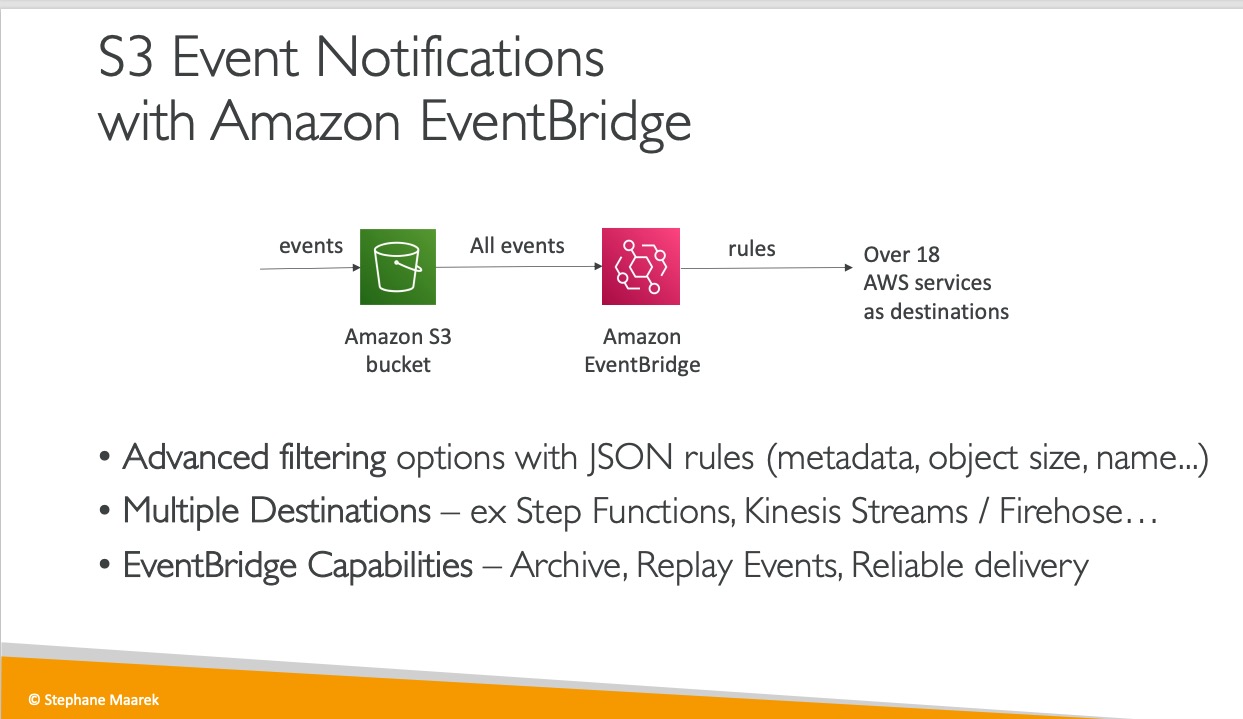 S3 Event Notifications
with Amazon EventBridge
events
All events
rules
Over 18
AWS services
as destinations
Amazon S3
bucket
Amazon
EventBridge
• Advanced filtering options with JSON rules (metadata, object size, name...)
• Multiple Destinations – ex Step Functions, Kinesis Streams / Firehose…
• EventBridge Capabilities – Archive, Replay Events, Reliable delivery
© Stephane Maarek